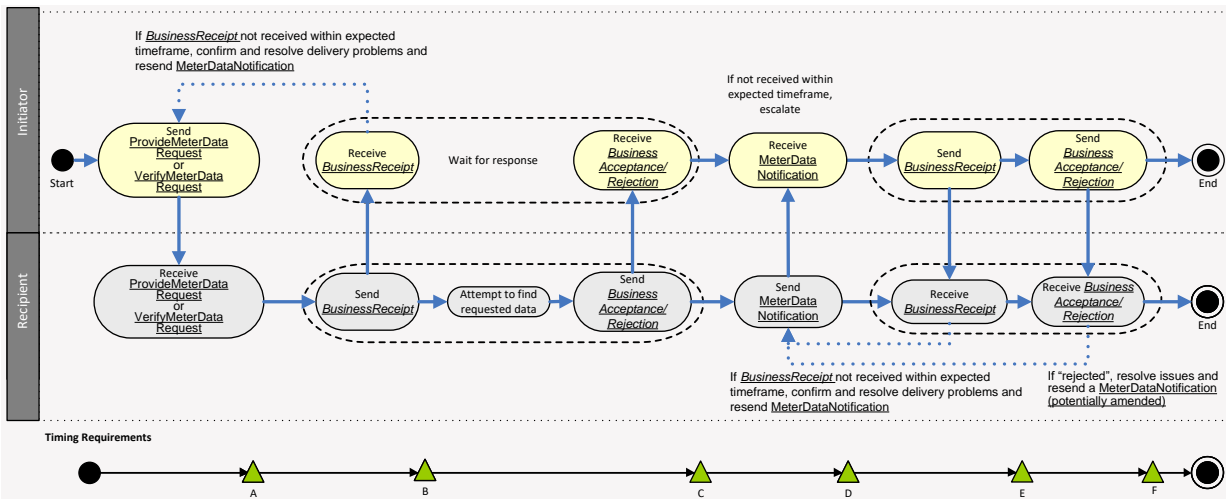 Initiator
If BusinessReceipt not received within expected
timeframe, confirm and resolve delivery problems and
resend MeterDataNotification
If not received within
expected timeframe,
escalate
Start
Send
ProvideMeterData
Request
or
VerifyMeterData
Request
Receive
BusinessReceipt
Wait for response
Receive
Business
Acceptance/
Rejection
Receive
MeterData
Notification
Send
BusinessReceipt
Send
Business
Acceptance/
Rejection
End
Recipient
Receive
ProvideMeterData
Request
or
VerifyMeterData
Request
Send
BusinessReceipt
Attempt to find
requested data
Send
Business
Acceptance/
Rejection
Send
MeterData
Notification
Receive
BusinessReceipt
Receive Business
Acceptance/
Rejection
End
If BusinessReceipt not received within expected
timeframe, confirm and resolve delivery problems and
resend MeterDataNotification
If “rejected”, resolve issues and
resend a MeterDataNotification
(potentially amended)
Timing Requirements
A
B
C
D
E
F